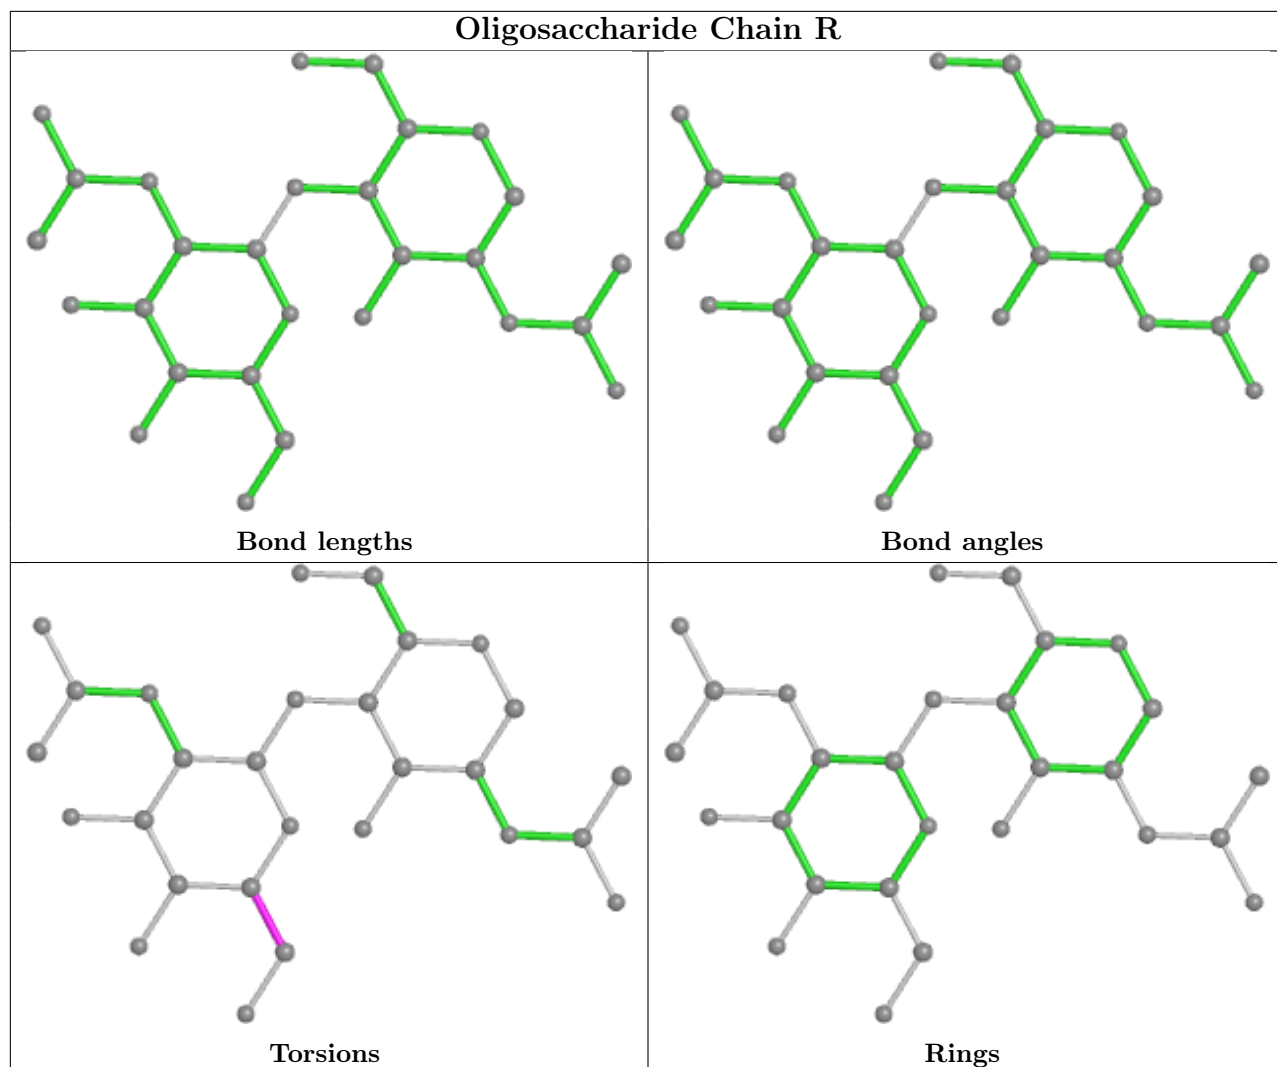 Oligosaccharide Chain R
Bond lengths
Bond angles
Torsions
Rings